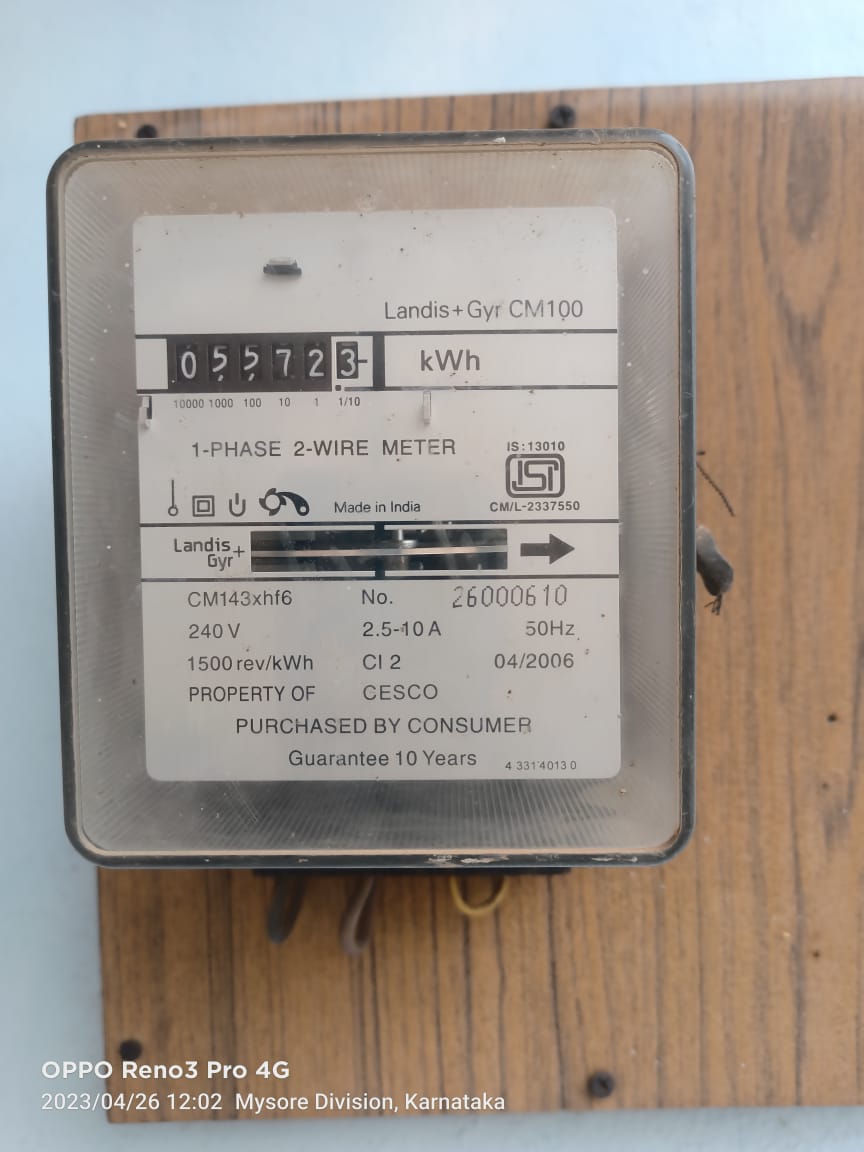 Landis+Gyr CM100
055723 kWh
10000 1000 100 10 1 1/10
1-PHASE 2-WIRE METER
IS:13010
ISI
CM/L-2337550
Made in India
Landis+
Gyr
CM143xhf6 No. 26000610
240 V 2.5-10 A 50Hz
1500 rev/kWh Cl 2 04/2006
PROPERTY OF CESCO
PURCHASED BY CONSUMER
Guarantee 10 Years 4 331 4013 0
OPPO Reno3 Pro 4G
2023/04/26 12:02 Mysore Division, Karnataka